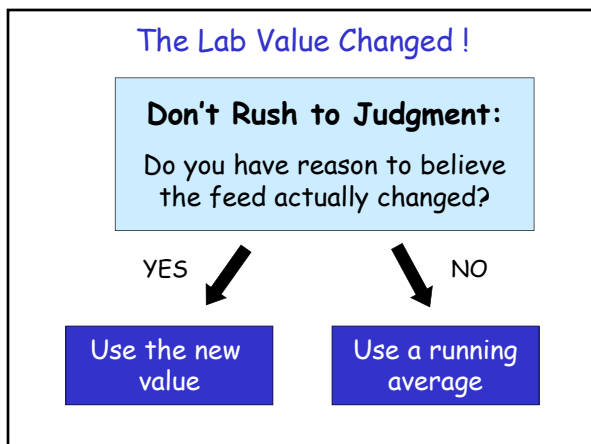 The Lab Value Changed !
Don't Rush to Judgment:
Do you have reason to believe
the feed actually changed?
YES
NO
Use the new
value
Use a running
average